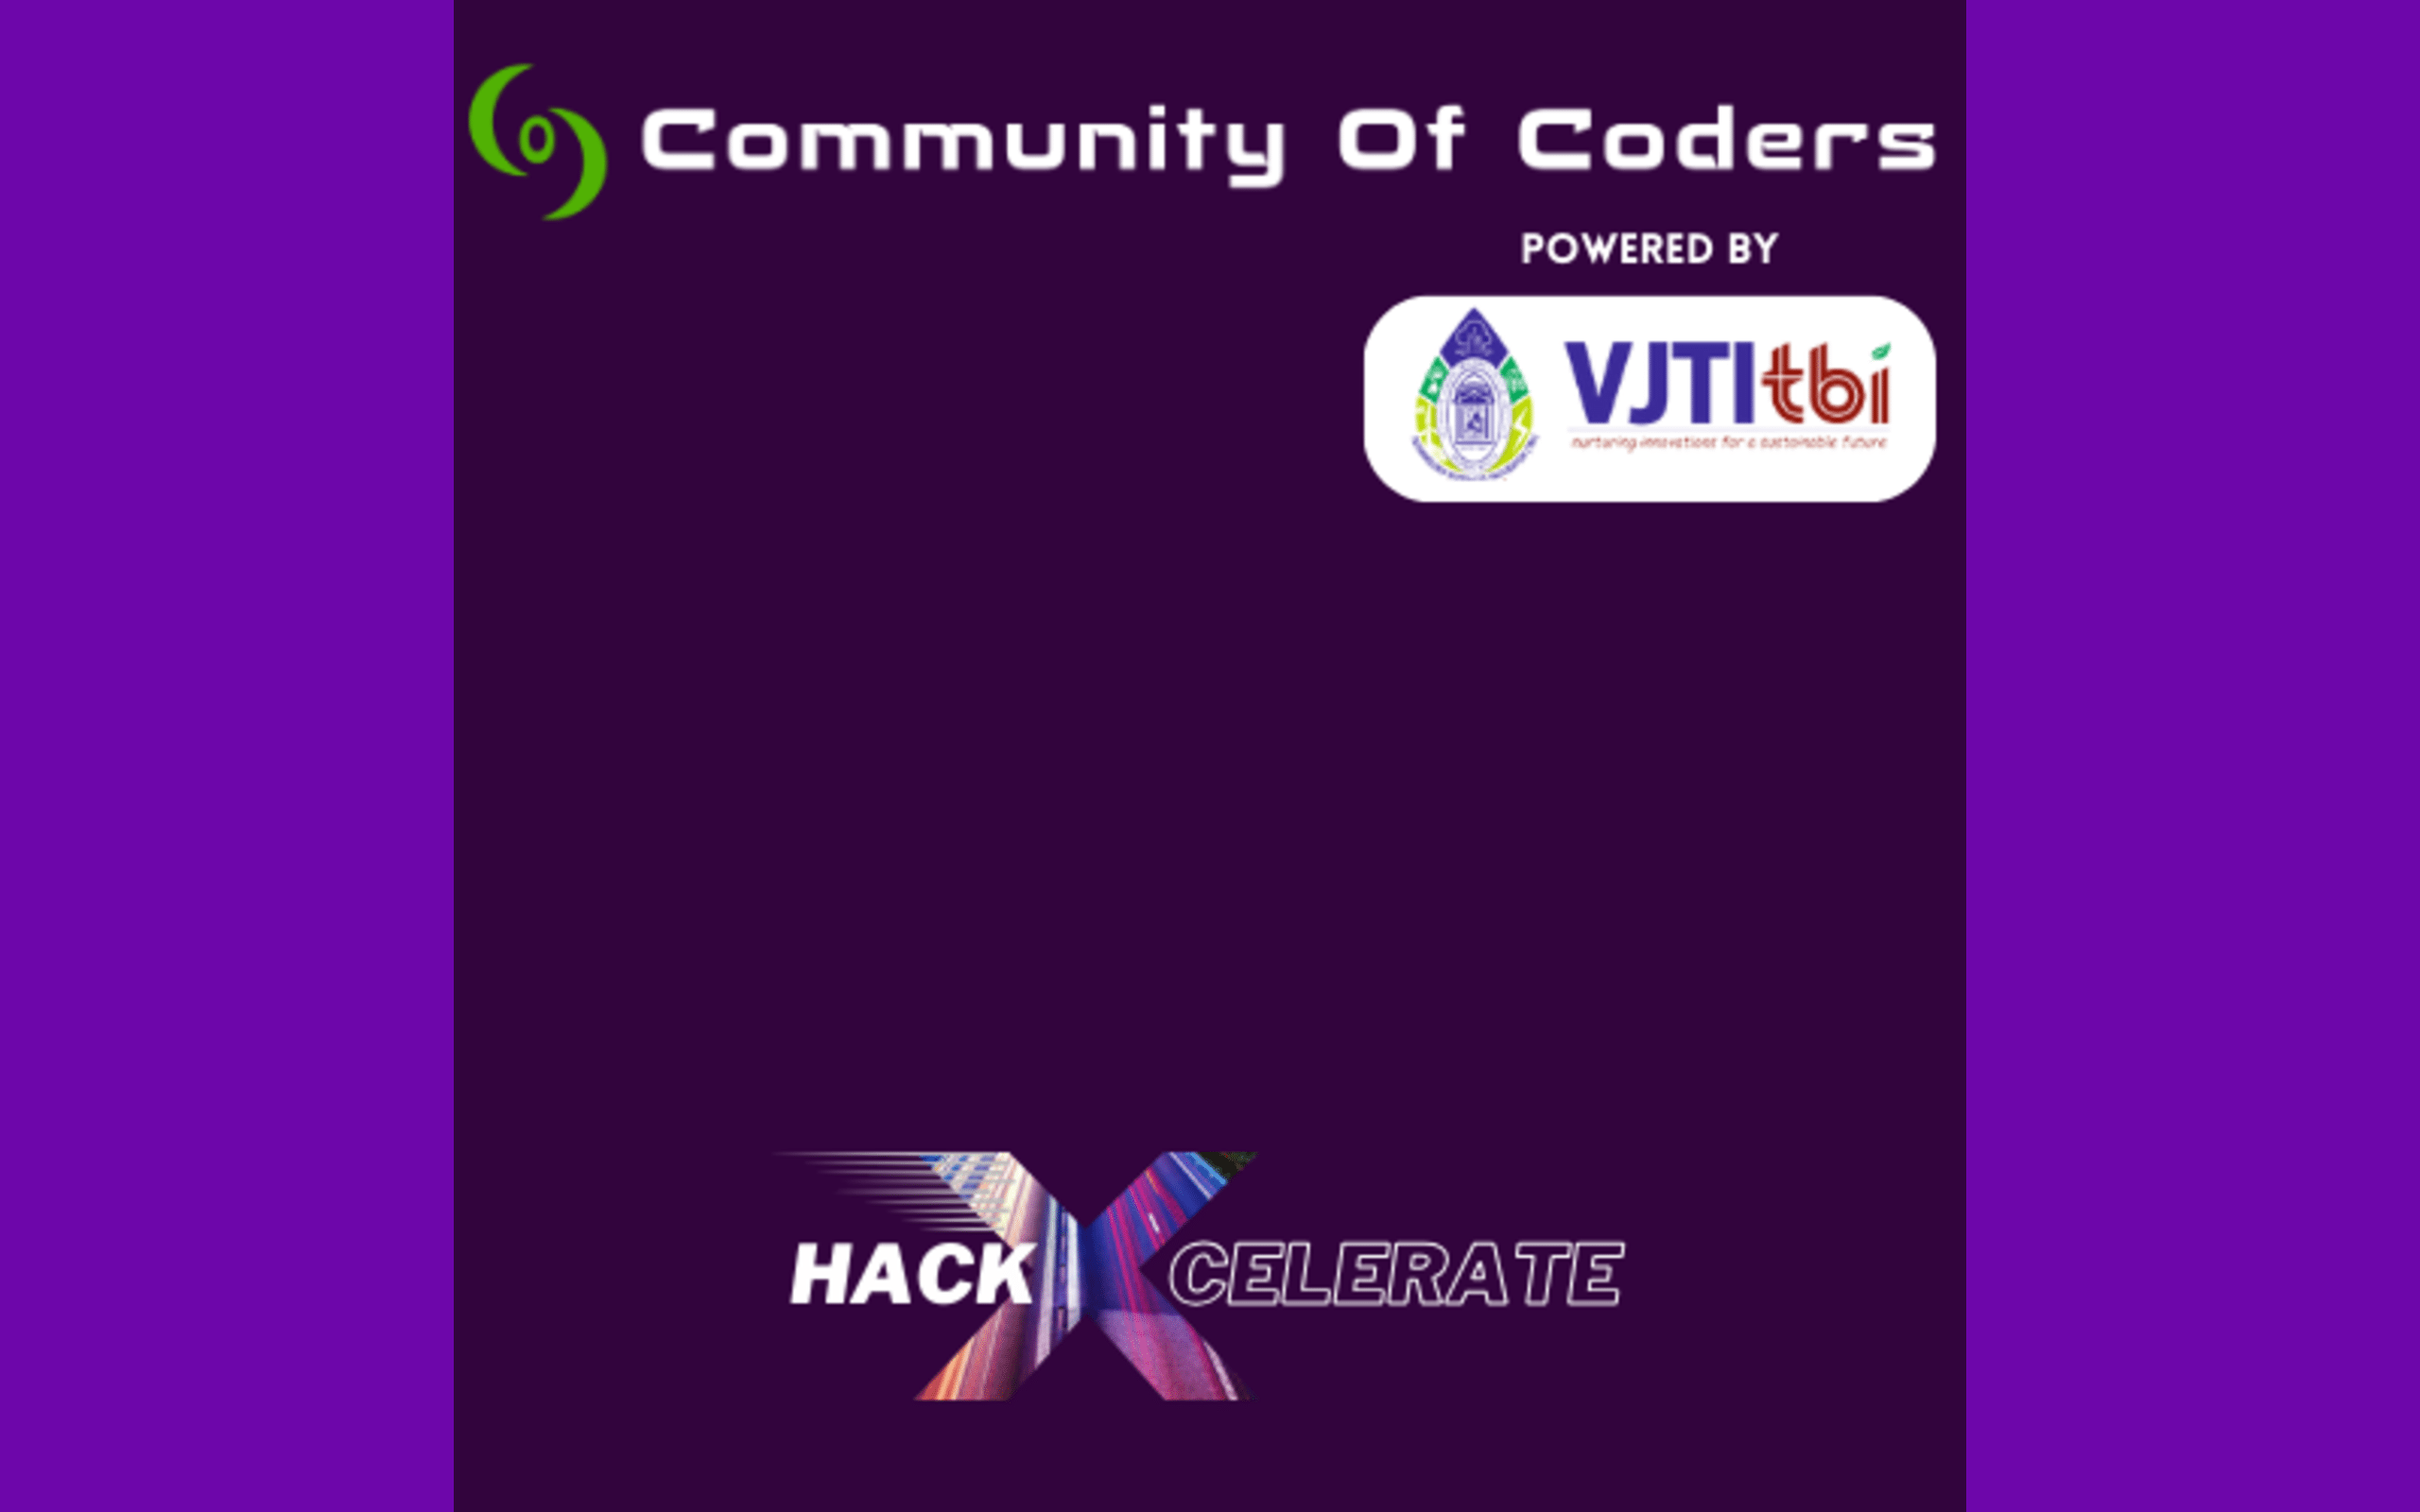 Community Of Coders
POWERED BY
VJTI tbi
nurturing innovations for a sustainable future
HACK X CELERATE